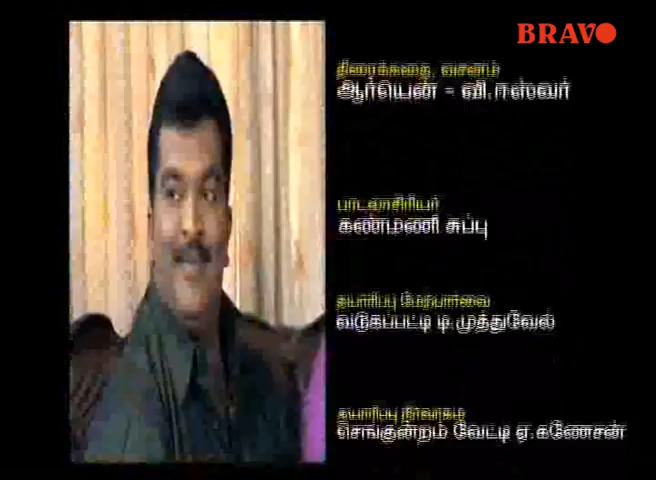 BRAVO
திரைக்கதை, வசனம்
ஆர்யென் - வி.ஈஸ்வர்
பாடலாசிரியர்
கண்மணி சுப்பு
தயாரிப்பு மேற்பார்வை
வடுகப்பட்டி டி.முத்துவேல்
தயாரிப்பு நிர்வாகம்
செங்குன்றம் வேட்டி ஏ.கணேசன்